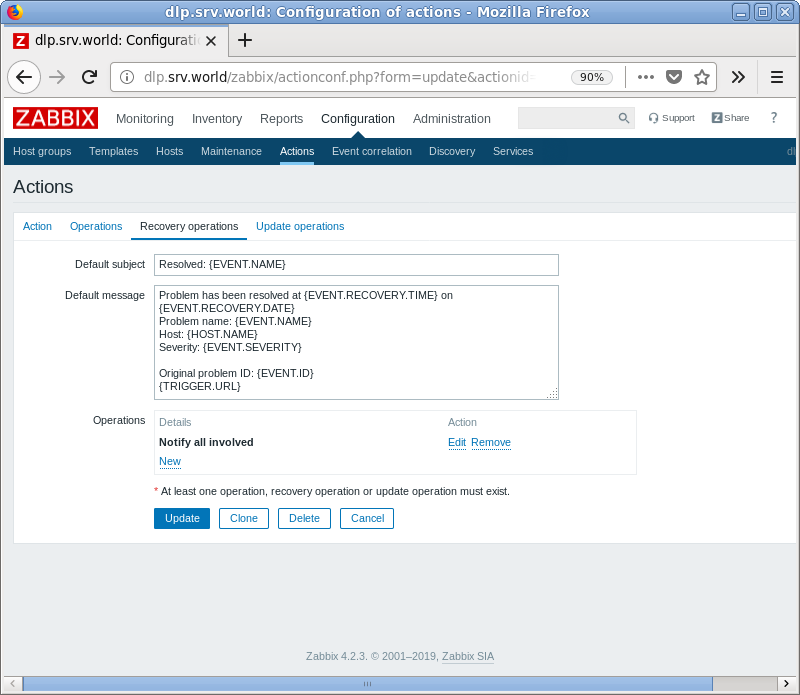 dlp.srv.world: Configuration of actions - Mozilla Firefox
Z dlp.srv.world: Configurati
dlp.srv.world/zabbix/actionconf.php?form=update&actionid= 90%
ZABBIX Monitoring Inventory Reports Configuration Administration Support Z Share ?
Host groups Templates Hosts Maintenance Actions Event correlation Discovery Services dl
Actions
Action Operations Recovery operations Update operations
Default subject Resolved: {EVENT.NAME}
Default message Problem has been resolved at {EVENT.RECOVERY.TIME} on
{EVENT.RECOVERY.DATE}
Problem name: {EVENT.NAME}
Host: {HOST.NAME}
Severity: {EVENT.SEVERITY}
Original problem ID: {EVENT.ID}
{TRIGGER.URL}
Operations Details Action
Notify all involved Edit Remove
New
* At least one operation, recovery operation or update operation must exist.
Update Clone Delete Cancel
Zabbix 4.2.3. © 2001–2019, Zabbix SIA